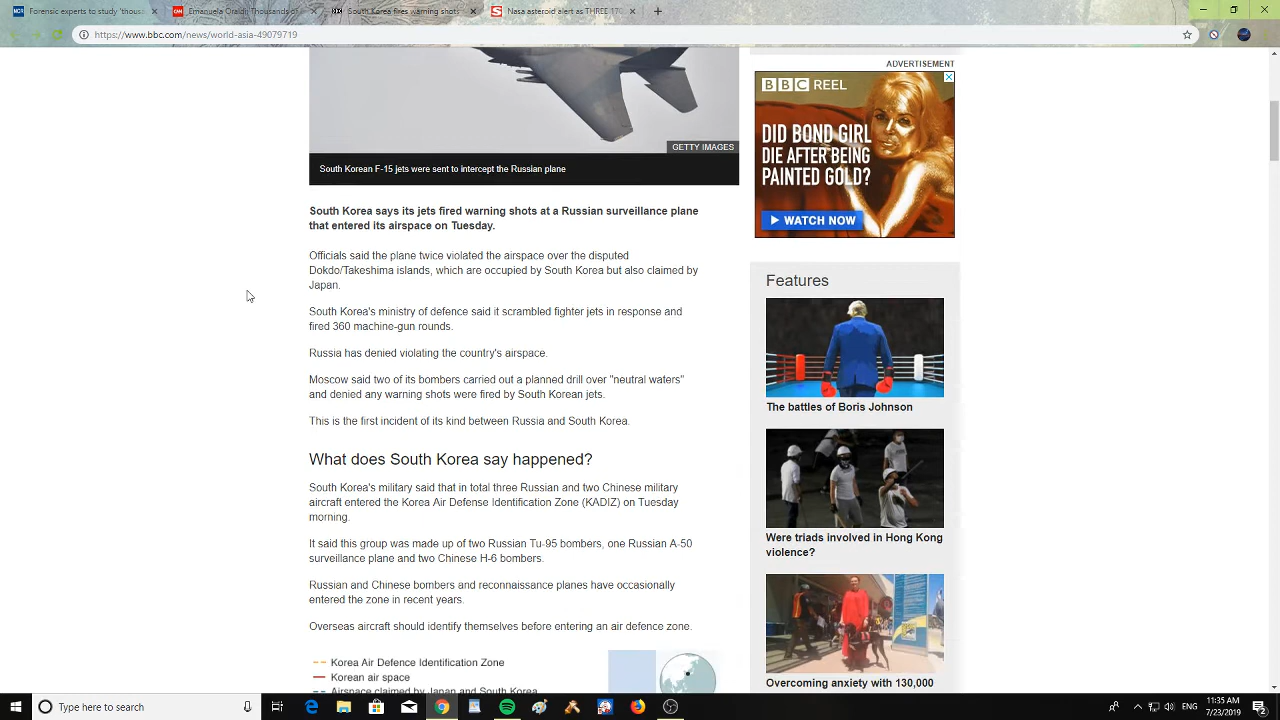 Forensic experts to study 'thous
Emanuela Orlandi: Thousands of
South Korea fires warning shots
Nasa asteroid alert as THREE 170
https://www.bbc.com/news/world-asia-49079719
GETTY IMAGES
South Korean F-15 jets were sent to intercept the Russian plane
South Korea says its jets fired warning shots at a Russian surveillance plane
that entered its airspace on Tuesday.
Officials said the plane twice violated the airspace over the disputed
Dokdo/Takeshima islands, which are occupied by South Korea but also claimed by
Japan.
South Korea's ministry of defence said it scrambled fighter jets in response and
fired 360 machine-gun rounds.
Russia has denied violating the country's airspace.
Moscow said two of its bombers carried out a planned drill over "neutral waters"
and denied any warning shots were fired by South Korean jets.
This is the first incident of its kind between Russia and South Korea.
What does South Korea say happened?
South Korea's military said that in total three Russian and two Chinese military
aircraft entered the Korea Air Defense Identification Zone (KADIZ) on Tuesday
morning.
It said this group was made up of two Russian Tu-95 bombers, one Russian A-50
surveillance plane and two Chinese H-6 bombers.
Russian and Chinese bombers and reconnaissance planes have occasionally
entered the zone in recent years.
Overseas aircraft should identify themselves before entering an air defence zone.
Korea Air Defence Identification Zone
Korean air space
Airspace claimed by Japan and South Korea
ADVERTISEMENT
BBC REEL
DID BOND GIRL
DIE AFTER BEING
PAINTED GOLD?
WATCH NOW
Features
The battles of Boris Johnson
Were triads involved in Hong Kong
violence?
Overcoming anxiety with 130,000
Type here to search
ENG
11:35 AM
7/23/2019